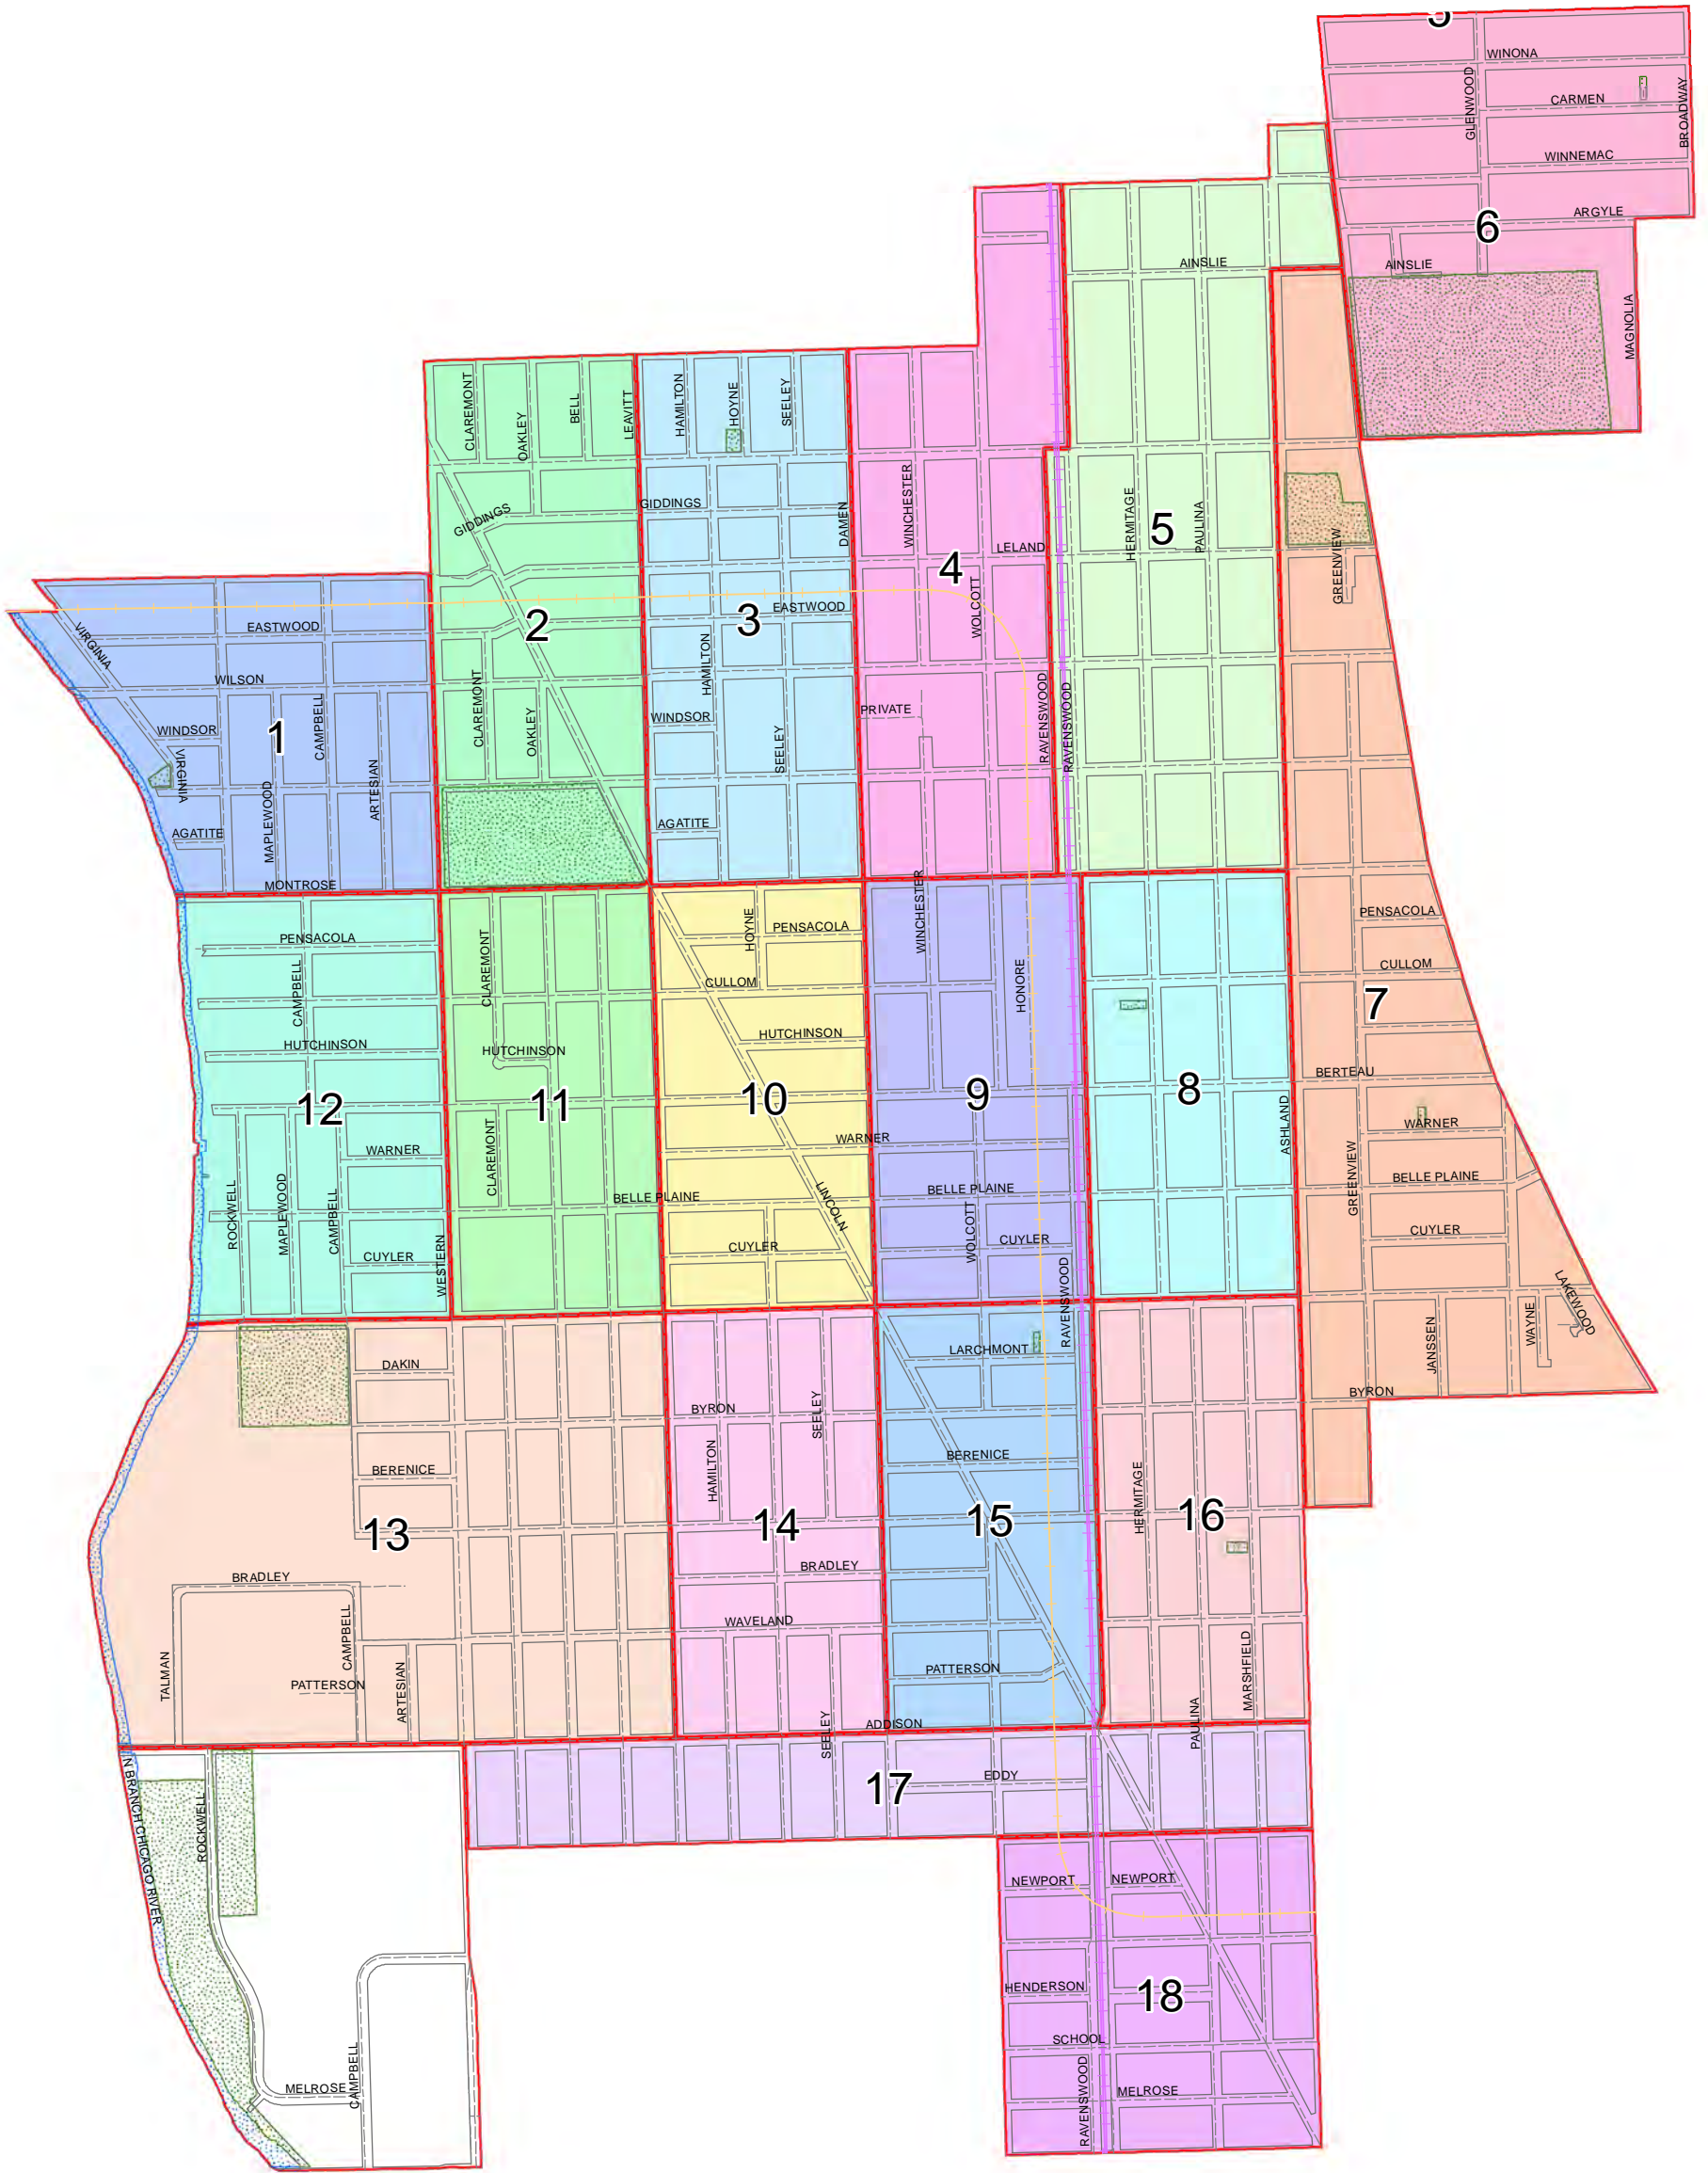 5
WINONA
GLENWOOD
CARMEN
BROADWAY
WINNEMAC
ARGYLE
6
AINSLIE
AINSLIE
MAGNOLIA
CLAREMONT
OAKLEY
BELL
LEAVITT
HAMILTON
HOYNE
SEELEY
GIDDINGS
GIDDINGS
DAMEN
WINCHESTER
LELAND
4
WOLCOTT
HERMITAGE
5
PAULINA
GREENVIEW
VIRGINIA
EASTWOOD
2
3
EASTWOOD
HAMILTON
WILSON
WINDSOR
1
CAMPBELL
CLAREMONT
OAKLEY
WINDSOR
SEELEY
PRIVATE
RAVENSWOOD
RAVENSWOOD
VIRGINIA
MAPLEWOOD
ARTESIAN
AGATITE
AGATITE
MONTROSE
PENSACOLA
CAMPBELL
CLAREMONT
HOYNE
PENSACOLA
WINCHESTER
HONORE
PENSACOLA
CULLOM
CULLOM
7
HUTCHINSON
HUTCHINSON
HUTCHINSON
BERTEAU
12
11
10
9
8
ASHLAND
WARNER
WARNER
WARNER
CLAREMONT
ROCKWELL
MAPLEWOOD
CAMPBELL
BELLE PLAINE
LINCOLN
BELLE PLAINE
WOLCOTT
GREENVIEW
BELLE PLAINE
CUYLER
WESTERN
CUYLER
CUYLER
CUYLER
RAVENSWOOD
LAKEWOOD
WAYNE
JANSSEN
DAKIN
LARCHMONT
BYRON
BYRON
SEELEY
HAMILTON
BERENICE
BERENICE
HERMITAGE
13
14
15
16
BRADLEY
BRADLEY
CAMPBELL
WAVELAND
TALMAN
PATTERSON
ARTESIAN
PATTERSON
MARSHFIELD
PAULINA
ADDISON
SEELEY
N BRANCH CHICAGO RIVER
ROCKWELL
17
EDDY
NEWPORT
NEWPORT
HENDERSON
18
SCHOOL
CAMPBELL
MELROSE
RAVENSWOOD
MELROSE